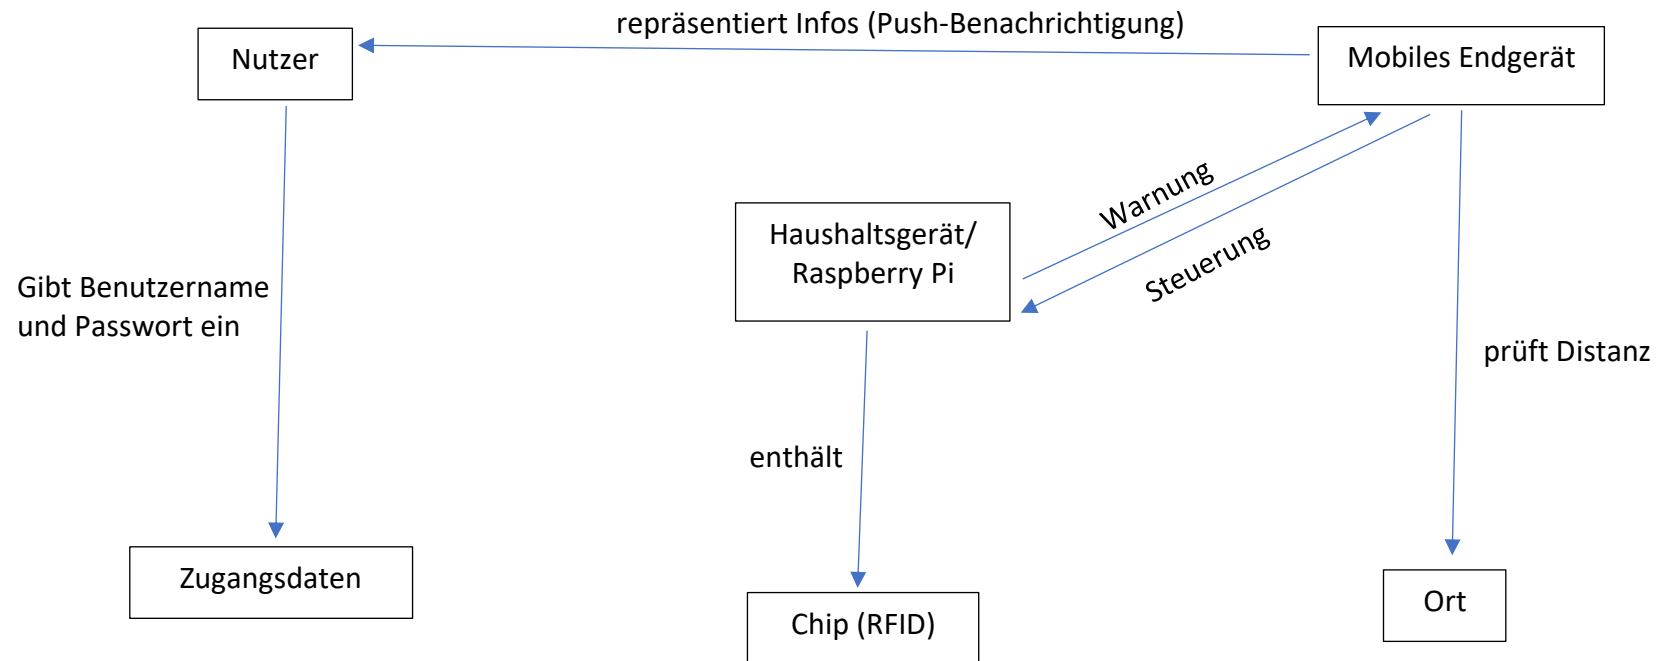 repräsentiert Infos (Push-Benachrichtigung)
Nutzer
Mobiles Endgerät
Warnung
Haushaltsgerät/
Raspberry Pi
Steuerung
Gibt Benutzername
und Passwort ein
prüft Distanz
enthält
Zugangsdaten
Chip (RFID)
Ort